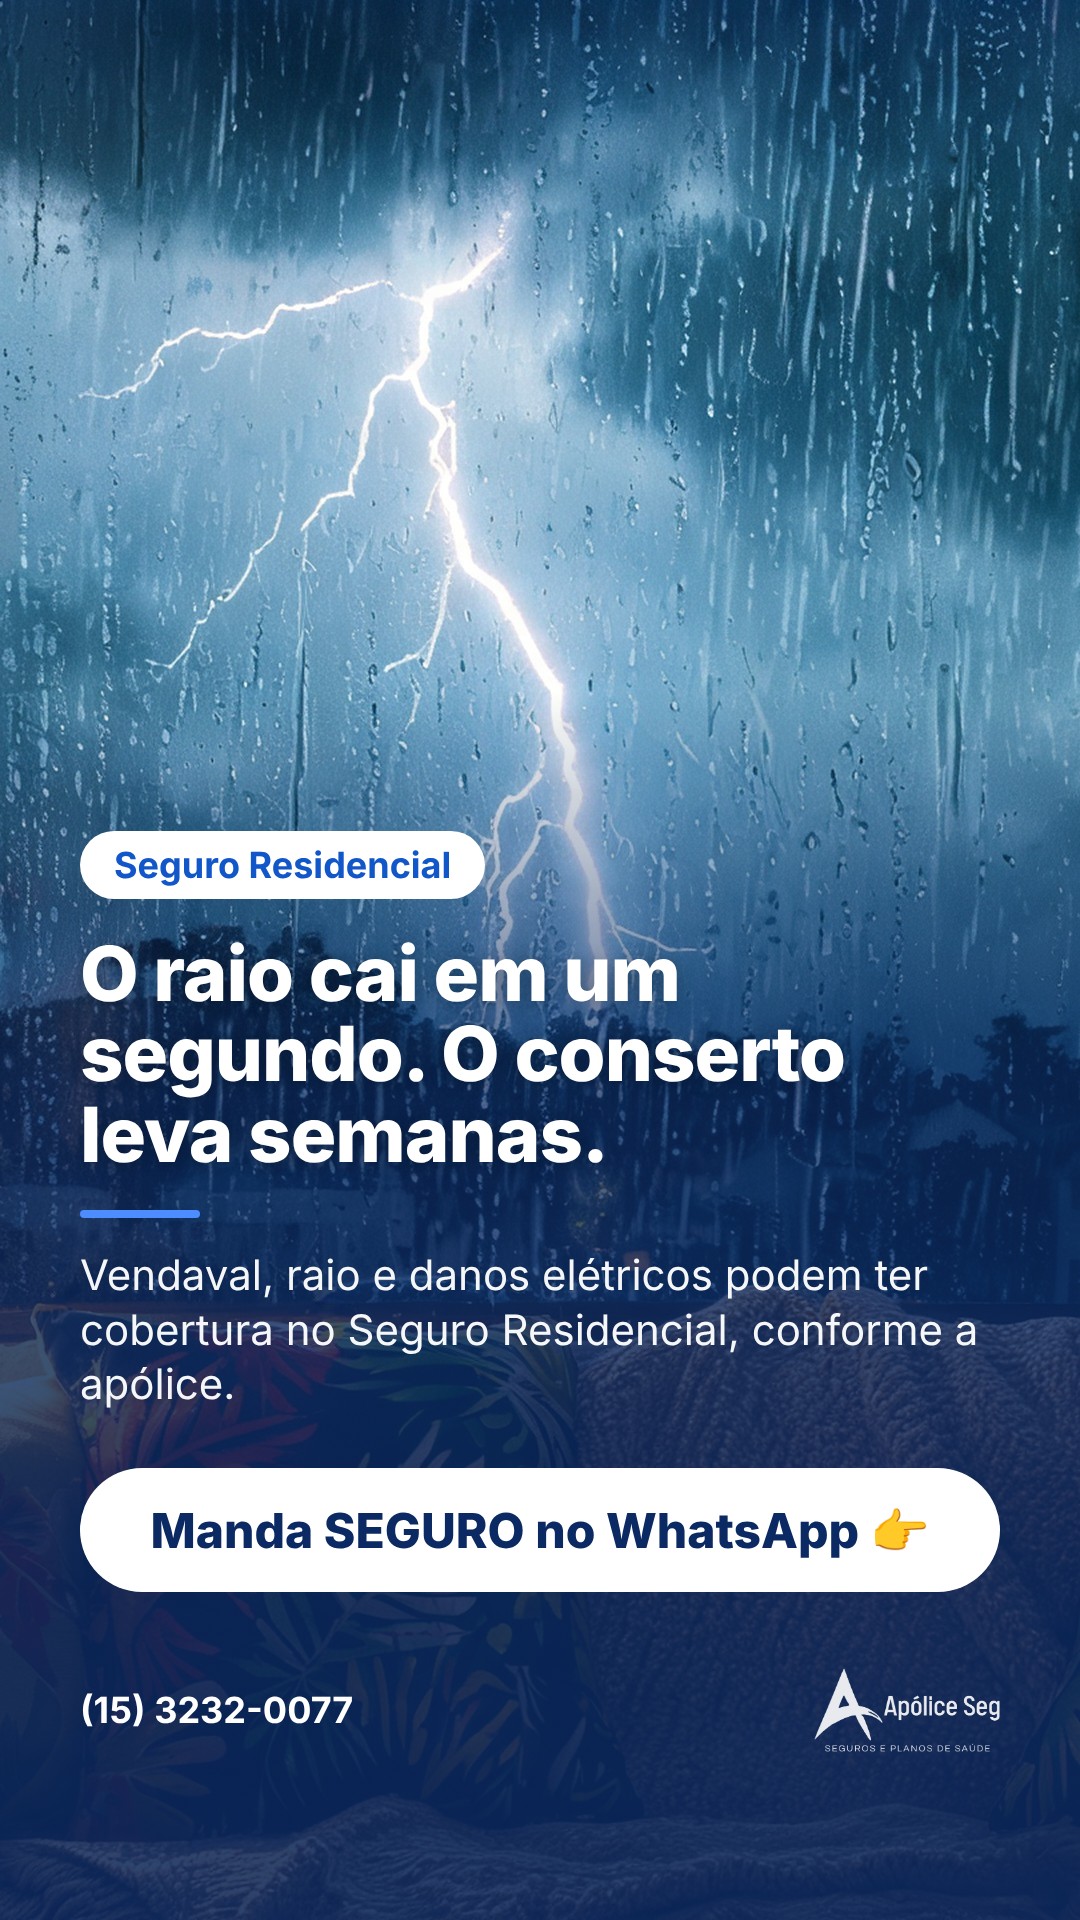 Seguro Residencial
O raio cai em um
segundo. O conserto
leva semanas.
Vendaval, raio e danos elétricos podem ter
cobertura no Seguro Residencial, conforme a
apólice.
Manda SEGURO no WhatsApp 👉
(15) 3232-0077
Apólice Seg
SEGUROS E PLANOS DE SAÚDE